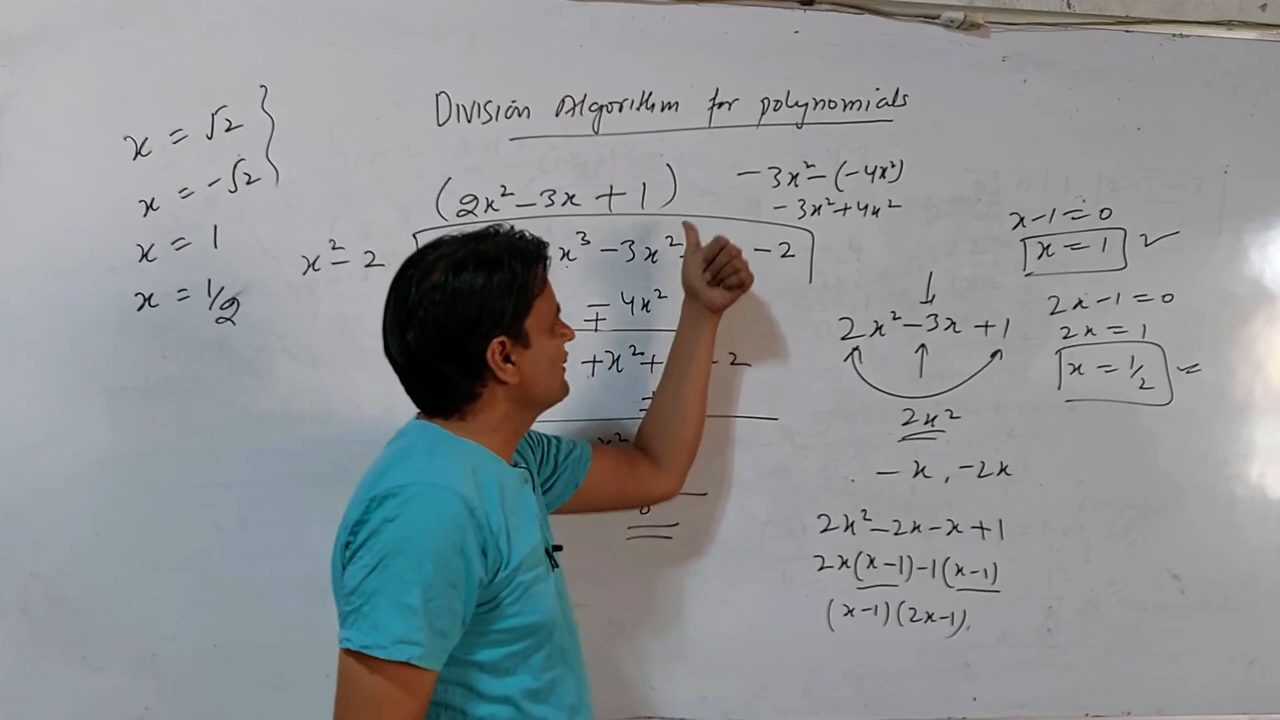 Division Algorithm for polynomials
x = √2
x = -√2
x = 1
x = 1/2
(2x² - 3x + 1)
x² - 2
x³ - 3x²
- 2
∓ 4x²
+x² +
- 2
x²
0
- 3x² - (-4x²)
- 3x² + 4x²
2x² - 3x + 1
2x²
- x, -2x
2x² - 2x - x + 1
2x(x-1) - 1(x-1)
(x-1)(2x-1)
x - 1 = 0
x = 1
2x - 1 = 0
2x = 1
x = 1/2